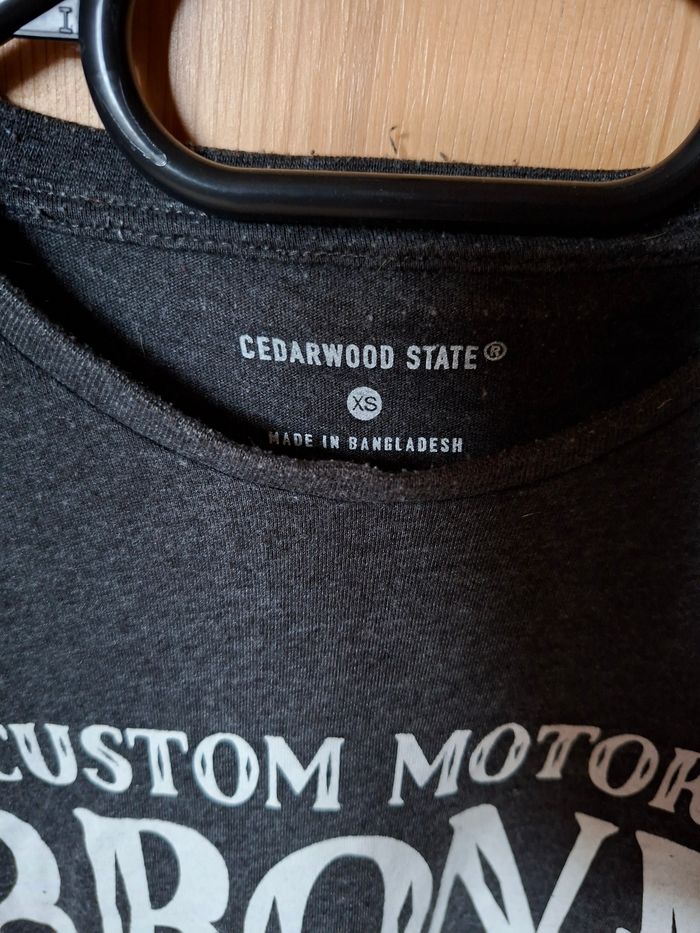 CEDARWOOD STATE®
XS
MADE IN BANGLADESH
CUSTOM MOTOR